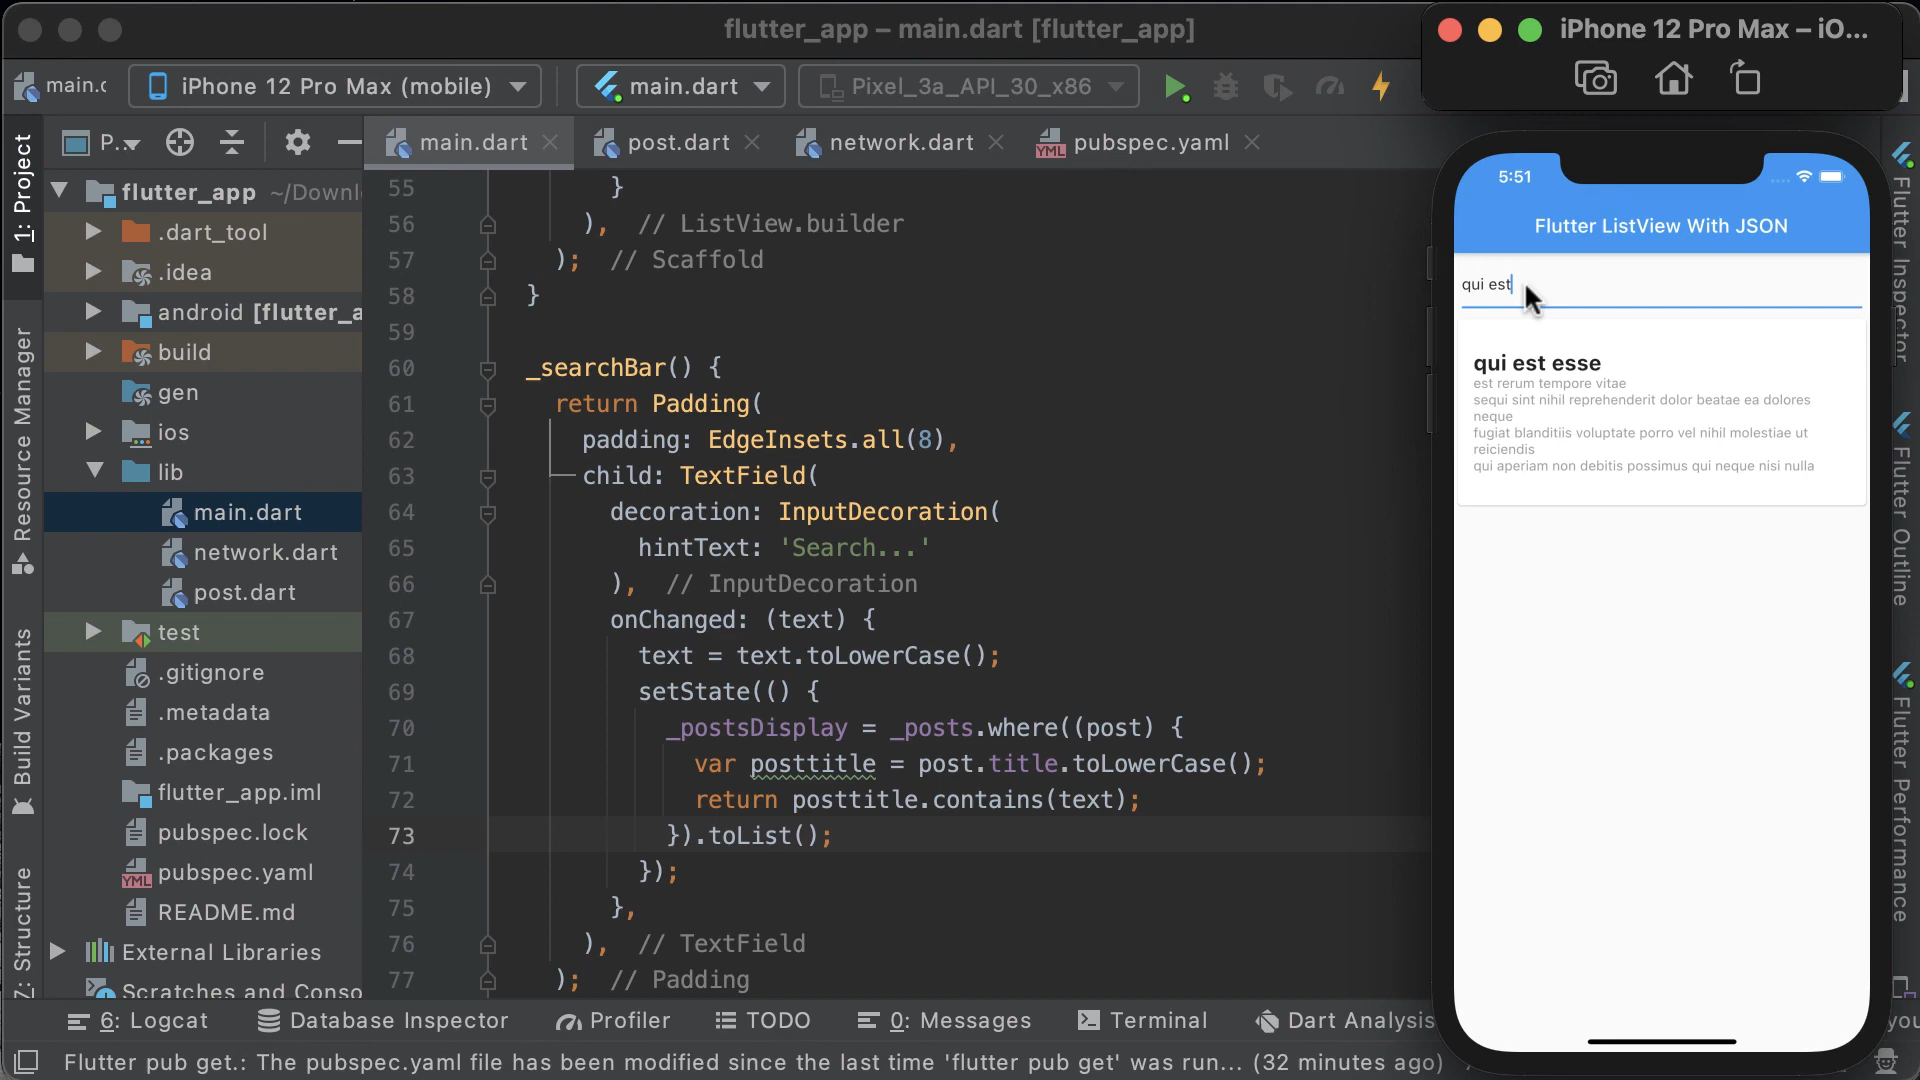 flutter_app – main.dart [flutter_app]
iPhone 12 Pro Max – iO...
main.c
iPhone 12 Pro Max (mobile)
main.dart
Pixel_3a_API_30_x86
P...
main.dart
post.dart
network.dart
YML pubspec.yaml
1: Project
Resource Manager
Build Variants
7: Structure
flutter_app ~/Downl
.dart_tool
.idea
android [flutter_a
build
gen
ios
lib
main.dart
network.dart
post.dart
test
.gitignore
.metadata
.packages
flutter_app.iml
pubspec.lock
YML pubspec.yaml
README.md
External Libraries
Scratches and Conso
55 }
56 ), // ListView.builder
57 ); // Scaffold
58 }
59
60 _searchBar() {
61 return Padding(
62 padding: EdgeInsets.all(8),
63 child: TextField(
64 decoration: InputDecoration(
65 hintText: 'Search...'
66 ), // InputDecoration
67 onChanged: (text) {
68 text = text.toLowerCase();
69 setState(() {
70 _postsDisplay = _posts.where((post) {
71 var posttitle = post.title.toLowerCase();
72 return posttitle.contains(text);
73 }).toList();
74 });
75 },
76 ), // TextField
77 ); // Padding
5:51
Flutter ListView With JSON
qui est
qui est esse
est rerum tempore vitae
sequi sint nihil reprehenderit dolor beatae ea dolores
neque
fugiat blanditiis voluptate porro vel nihil molestiae ut
reiciendis
qui aperiam non debitis possimus qui neque nisi nulla
Flutter Inspector
Flutter Outline
Flutter Performance
6: Logcat
Database Inspector
Profiler
TODO
0: Messages
Terminal
Dart Analysis
you
Flutter pub get.: The pubspec.yaml file has been modified since the last time 'flutter pub get' was run... (32 minutes ago)